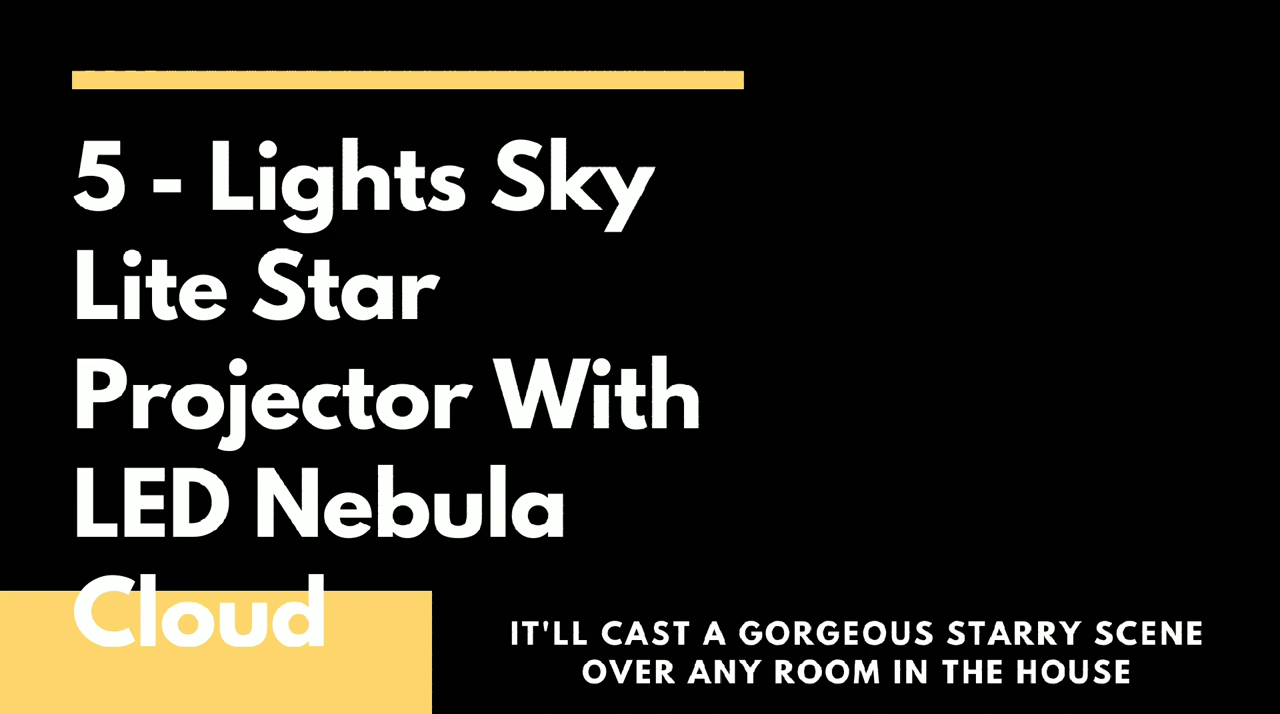 5 - Lights Sky
Lite Star
Projector With
LED Nebula
Cloud
IT'LL CAST A GORGEOUS STARRY SCENE
OVER ANY ROOM IN THE HOUSE